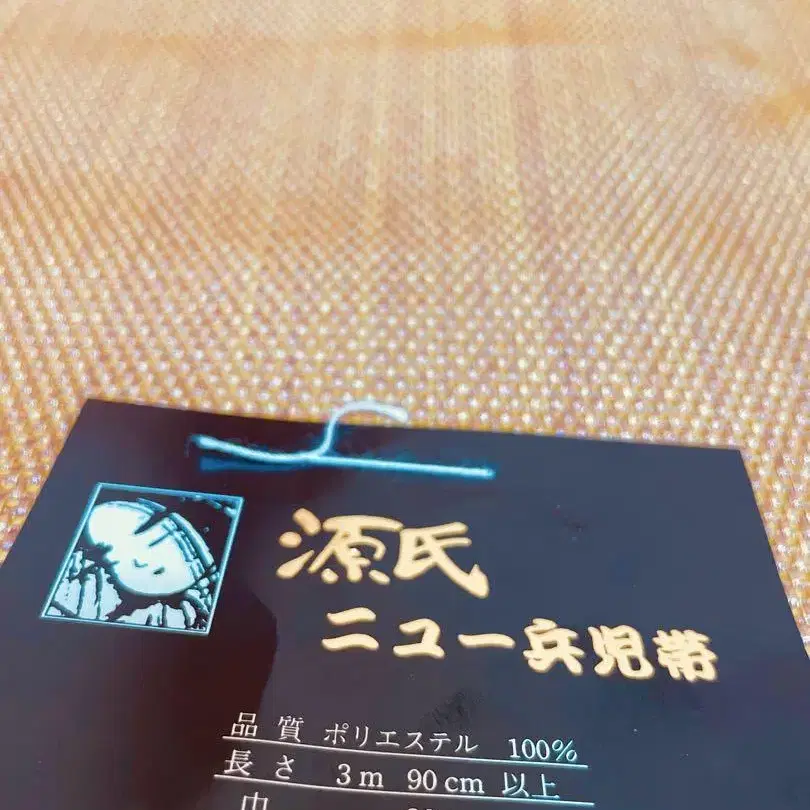 源氏
ニュー兵児帯
品質 ポリエステル 100%
長さ 3m 90cm 以上
巾